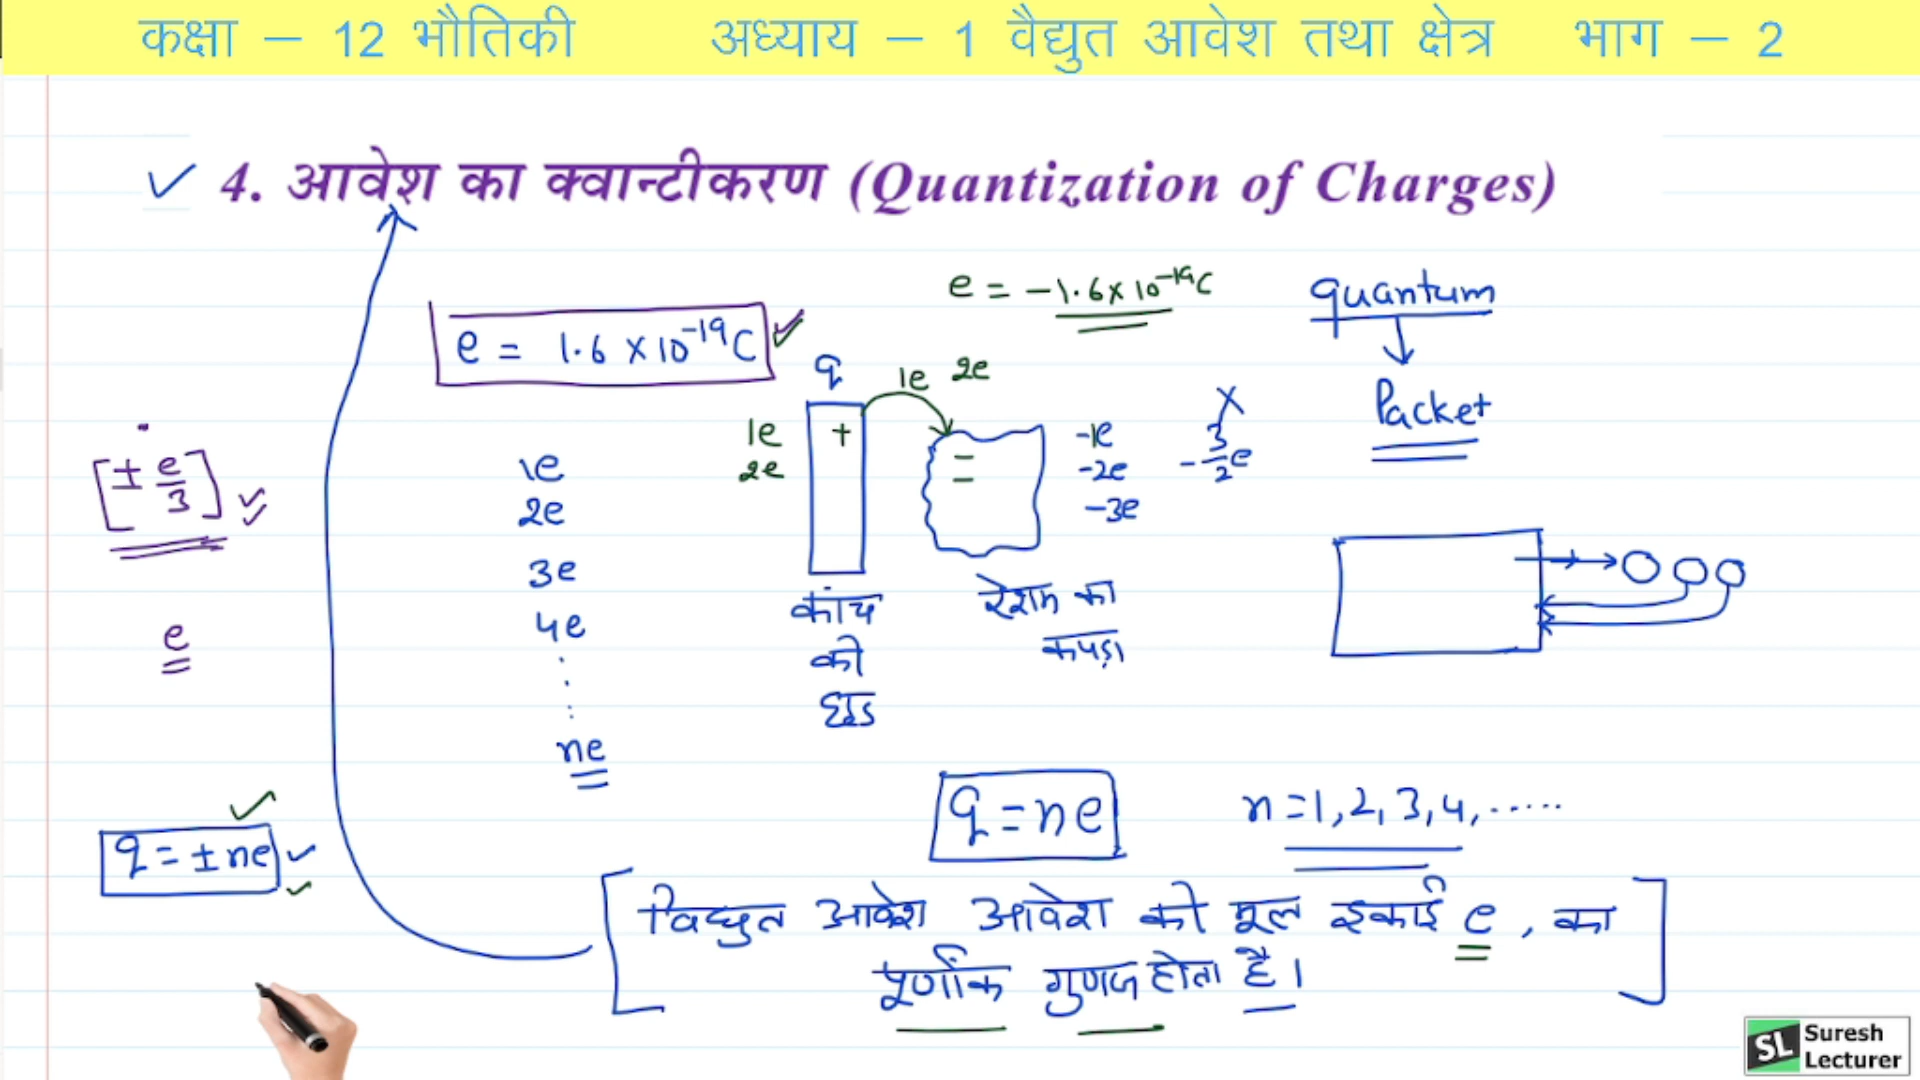 कक्षा – 12 भौतिकी अध्याय – 1 वैद्युत आवेश तथा क्षेत्र भाग – 2
4. आवेश का क्वान्टीकरण (Quantization of Charges)
e = -1.6×10⁻¹⁹C
quantum
e = 1.6 ×10⁻¹⁹C
Packet
q
1e 2e
1e
2e
+
-1e
-2e
-3e
×
-3/2e
[± e/3]
e
1e
2e
3e
4e
ne
कांच
की
छड़
रेशम का
कपड़ा
q = ne
n = 1, 2, 3, 4, .....
q = ± ne
[विद्युत आवेश आवेश की मूल इकाई e, का
पूर्णांक गुणज होता है।]
SL Suresh
Lecturer